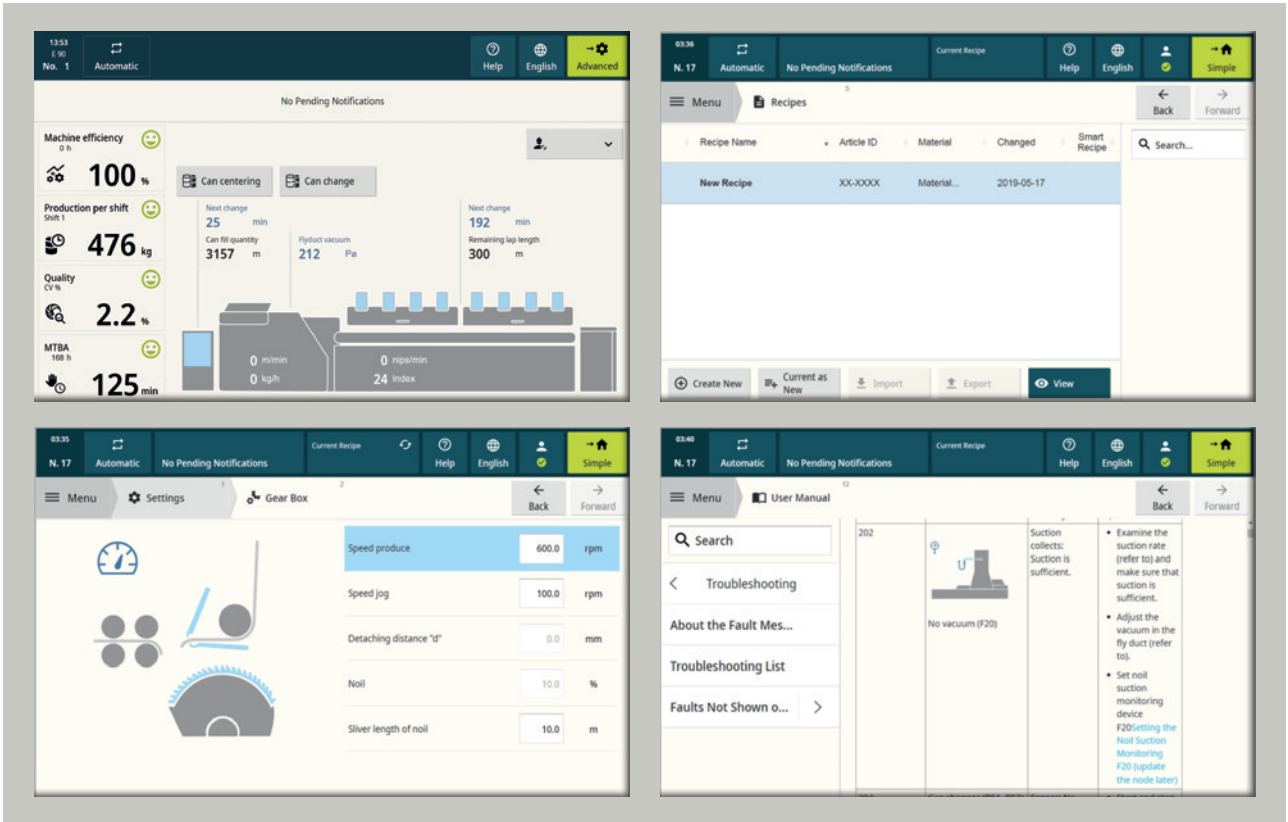 13:53
E 90
No. 1
Automatic
Help
English
Advanced
No Pending Notifications
Machine efficiency
0 h
100 %
Production per shift
Shift 1
476 kg
Quality
CV %
2.2 %
MTBA
168 h
125 min
Can centering
Can change
Next change
25 min
Can fill quantity
3157 m
Flyduct vacuum
212 Pa
Next change
192 min
Remaining lap length
300 m
0 m/min
0 kg/h
0 nips/min
24 Index
03:36
N. 17
Automatic
No Pending Notifications
Current Recipe
Help
English
Simple
Menu
Recipes
5
Back
Forward
Recipe Name
Article ID
Material
Changed
Smart
Recipe
Search...
New Recipe
XX-XXXX
Material...
2019-05-17
Create New
Current as
New
Import
Export
View
03:35
N. 17
Automatic
No Pending Notifications
Current Recipe
Help
English
Simple
Menu
Settings
1
Gear Box
2
Back
Forward
Speed produce 600.0 rpm
Speed jog 100.0 rpm
Detaching distance "d" 0.0 mm
Noil 10.0 %
Sliver length of noil 10.0 m
03:40
N. 17
Automatic
No Pending Notifications
Current Recipe
Help
English
Simple
Menu
User Manual
12
Back
Forward
Search
Troubleshooting
About the Fault Mes...
Troubleshooting List
Faults Not Shown o...
202
No vacuum (F20)
Suction
collects:
Suction is
sufficient.
• Examine the
suction rate
(refer to) and
make sure that
suction is
sufficient.
• Adjust the
vacuum in the
fly duct (refer
to).
• Set noil
suction
monitoring
device
F20Setting the
Noil Suction
Monitoring
F20 (update
the node later)